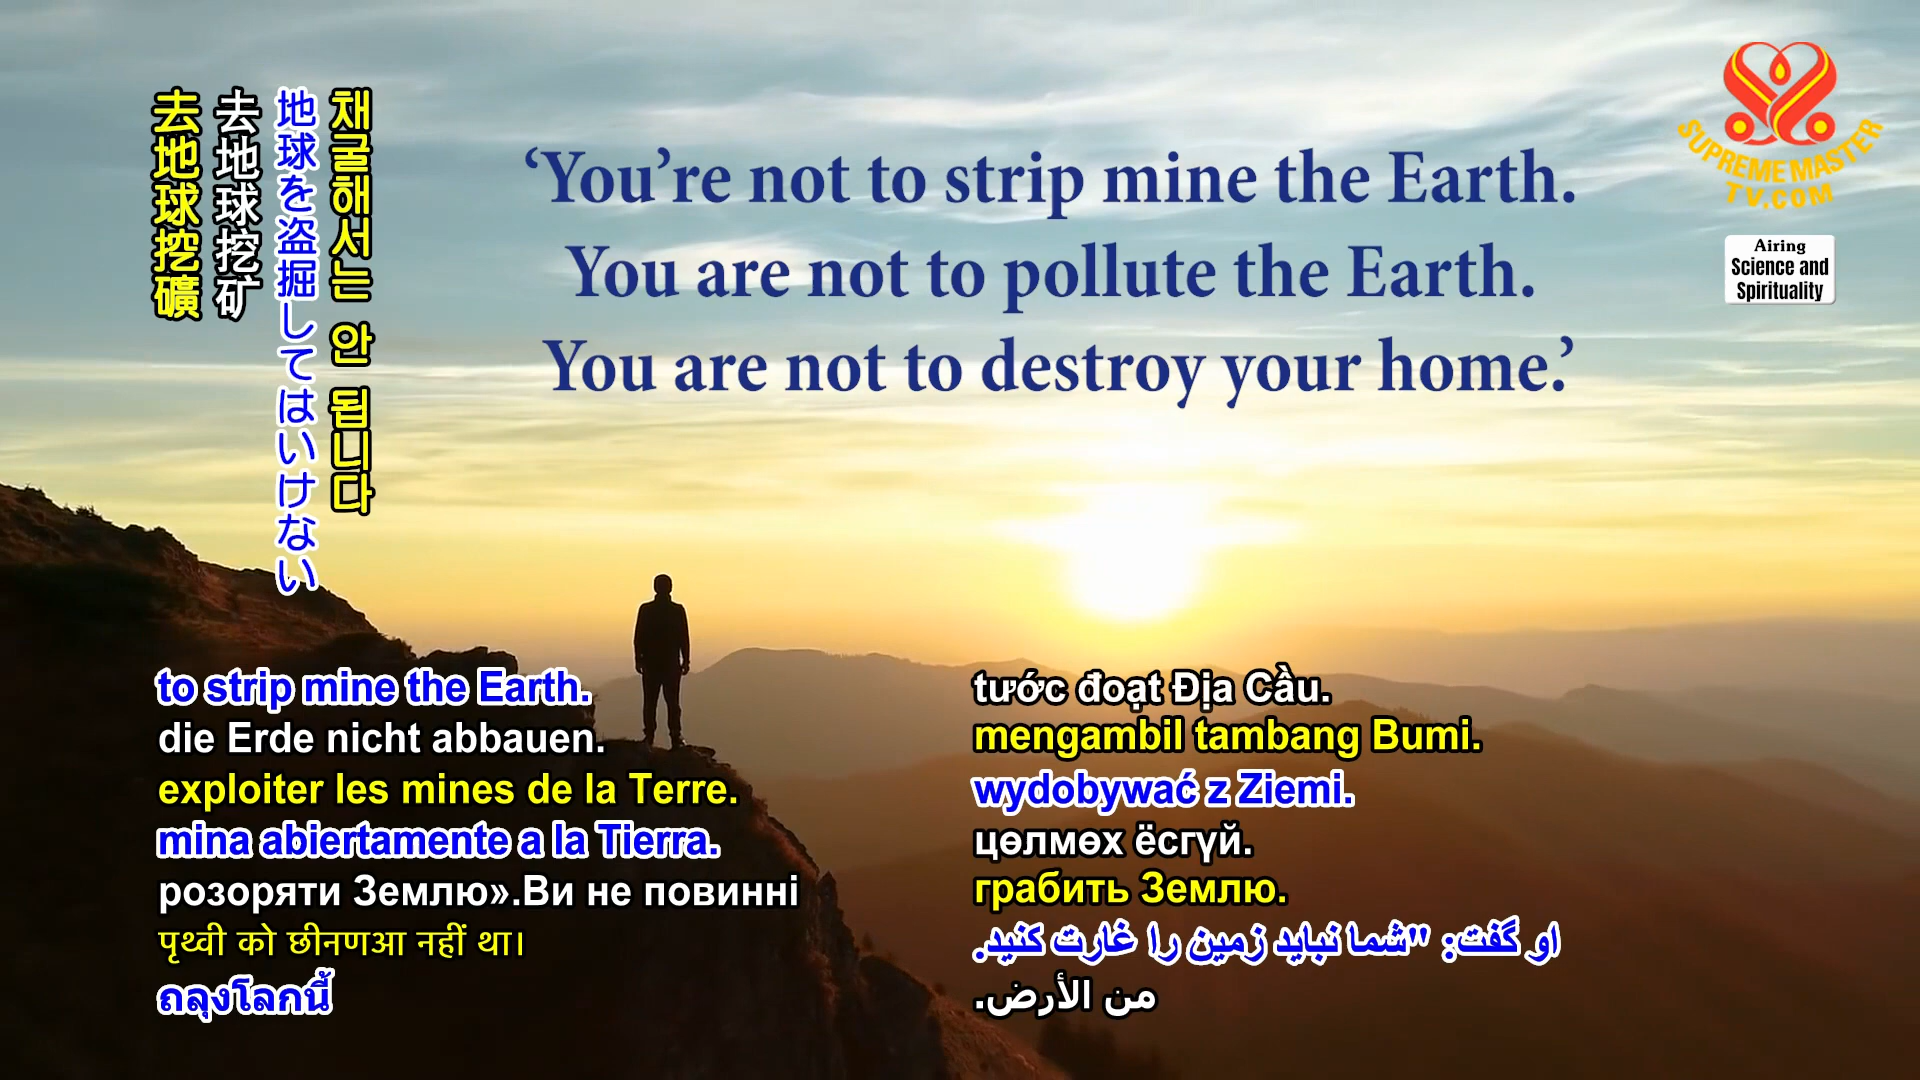 去地球挖礦
去地球挖矿
地球を盗掘してはいけない
채굴해서는 안 됩니다
‘You’re not to strip mine the Earth.
You are not to pollute the Earth.
You are not to destroy your home.’
SUPREME MASTER
TV.COM
Airing
Science and
Spirituality
to strip mine the Earth.
die Erde nicht abbauen.
exploiter les mines de la Terre.
mina abiertamente a la Tierra.
розоряти Землю».Ви не повинні
पृथ्वी को छीनणआ नहीं था।
ถลุงโลกนี้
tước đoạt Địa Cầu.
mengambil tambang Bumi.
wydobywać z Ziemi.
цөлмөх ёсгүй.
грабить Землю.
او گفت: "شما نباید زمین را غارت کنید.
من الأرض.